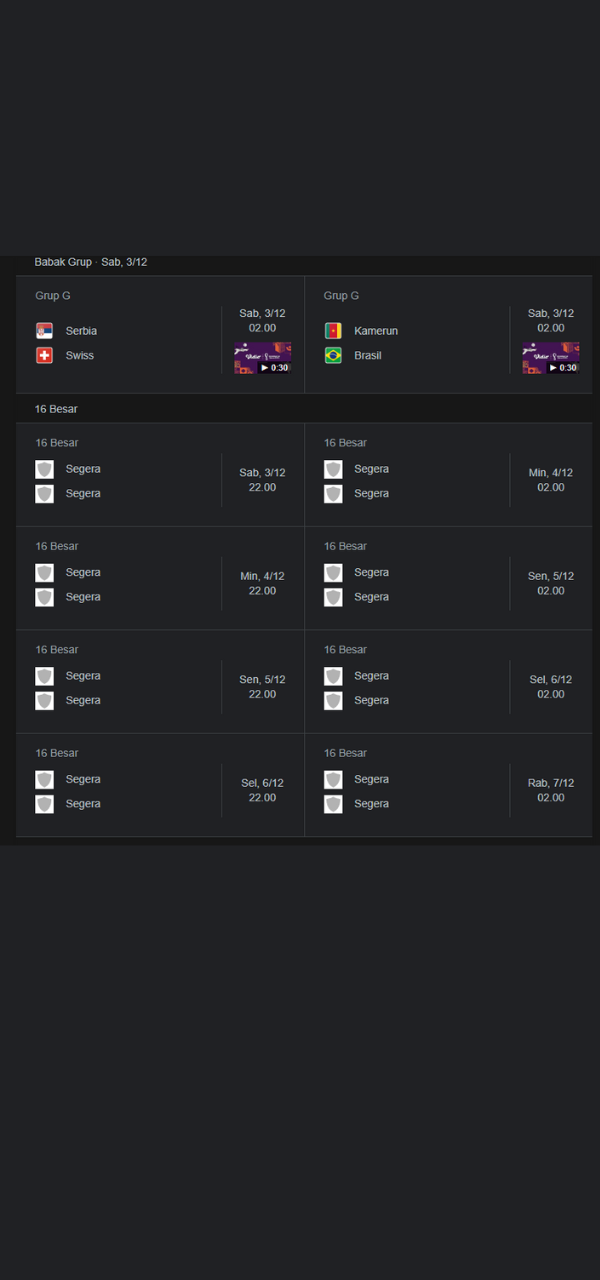 Babak Grup · Sab, 3/12
Grup G
Serbia
Swiss
Sab, 3/12
02.00
0:30
Grup G
Kamerun
Brasil
Sab, 3/12
02.00
0:30
16 Besar
16 Besar
Segera
Segera
Sab, 3/12
22.00
16 Besar
Segera
Segera
Min, 4/12
02.00
16 Besar
Segera
Segera
Min, 4/12
22.00
16 Besar
Segera
Segera
Sen, 5/12
02.00
16 Besar
Segera
Segera
Sen, 5/12
22.00
16 Besar
Segera
Segera
Sel, 6/12
02.00
16 Besar
Segera
Segera
Sel, 6/12
22.00
16 Besar
Segera
Segera
Rab, 7/12
02.00